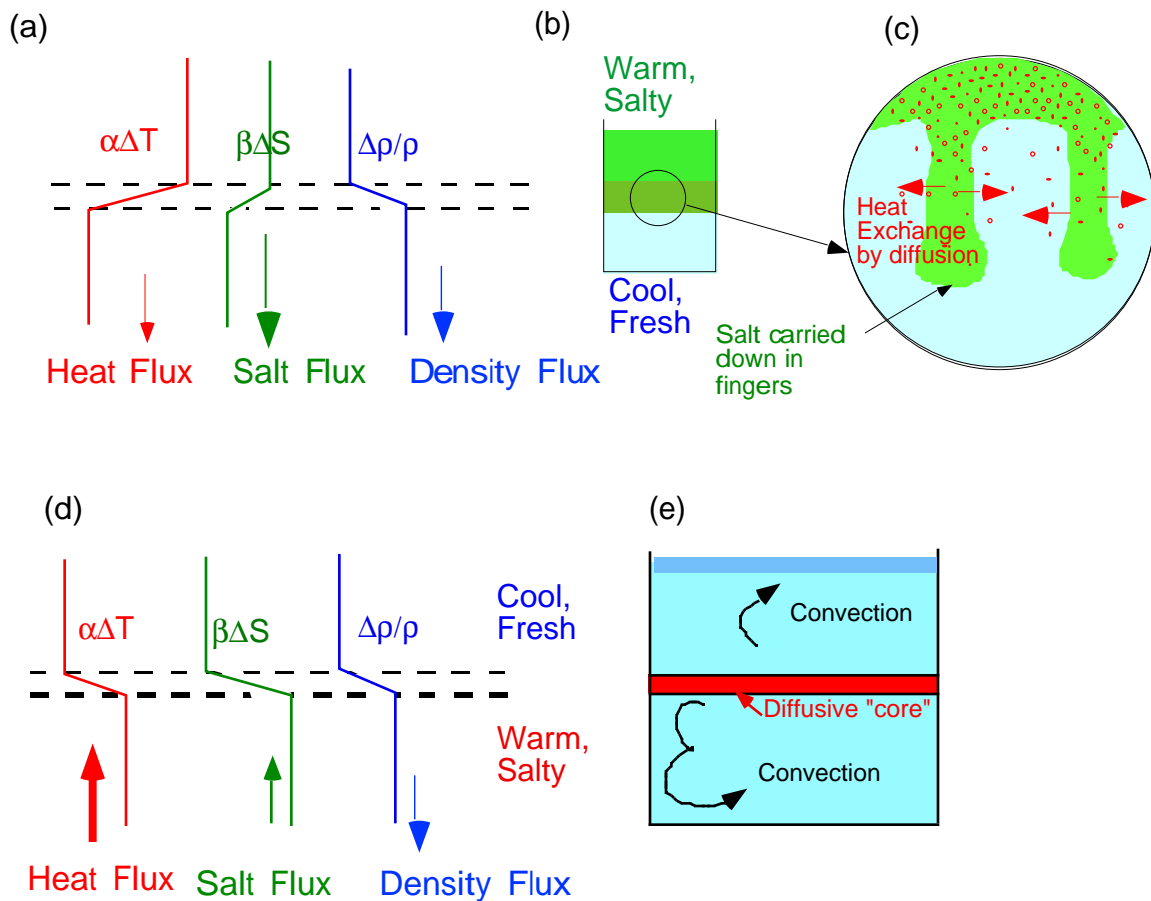 (a)
αΔT
βΔS
Δρ/ρ
Heat Flux
Salt Flux
Density Flux
(b)
Warm,
Salty
Cool,
Fresh
(c)
Heat
Exchange
by diffusion
Salt carried
down in
fingers
(d)
αΔT
βΔS
Δρ/ρ
Cool,
Fresh
Warm,
Salty
Heat Flux
Salt Flux
Density Flux
(e)
Convection
Diffusive "core"
Convection